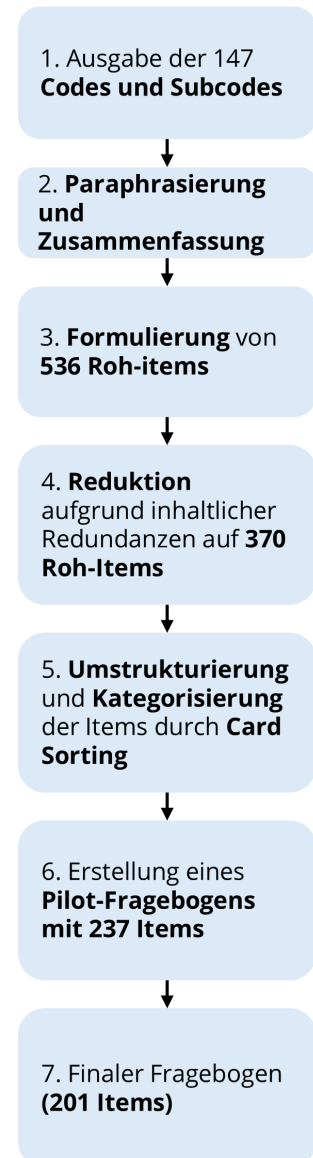 1. Ausgabe der 147
Codes und Subcodes
2. Paraphrasierung
und
Zusammenfassung
3. Formulierung von
536 Roh-items
4. Reduktion
aufgrund inhaltlicher
Redundanzen auf 370
Roh-Items
5. Umstrukturierung
und Kategorisierung
der Items durch Card
Sorting
6. Erstellung eines
Pilot-Fragebogens
mit 237 Items
7. Finaler Fragebogen
(201 Items)